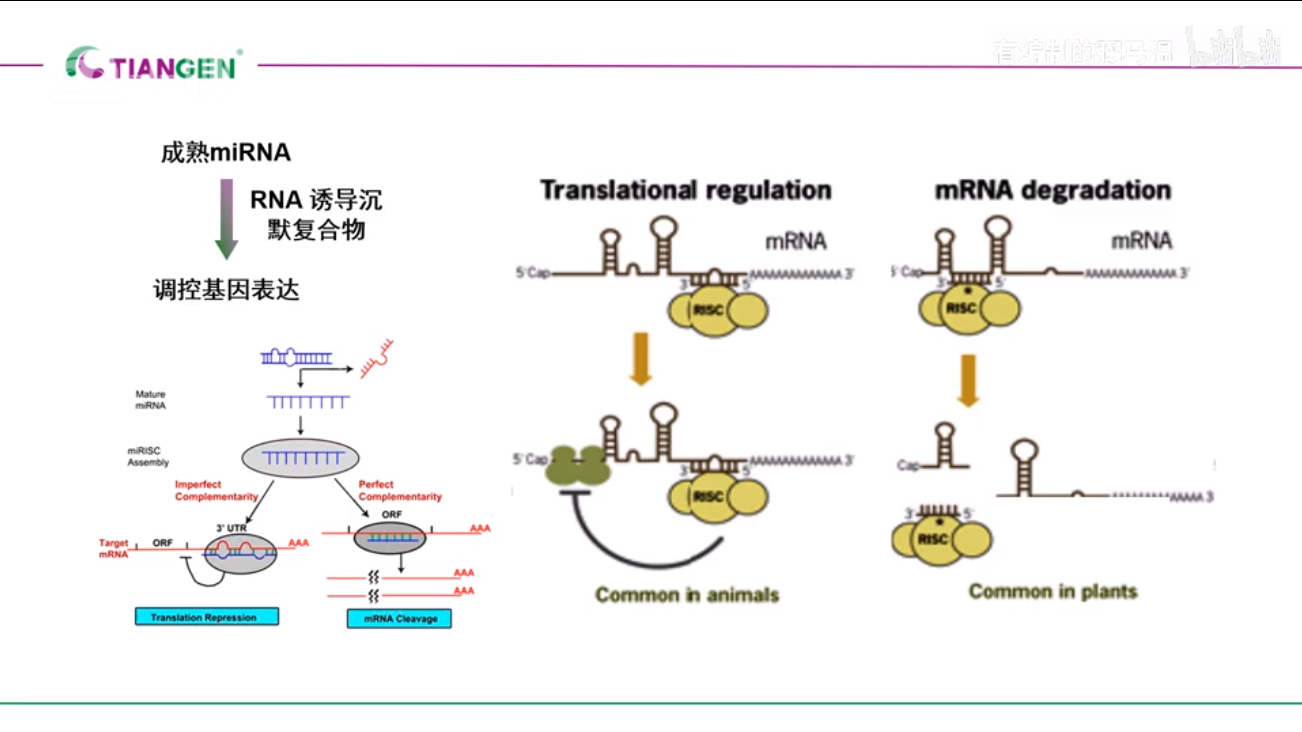 TIANGEN
成熟miRNA
RNA 诱导沉
默复合物
调控基因表达
Mature
miRNA
miRISC
Assembly
Imperfect
Complementarity
Perfect
Complementarity
3' UTR
ORF
Target
mRNA
ORF
AAA
AAA
AAA
AAA
Translation Repression
mRNA Cleavage
Translational regulation
mRNA
5' Cap
AAAAAAAAAAAAAA 3'
3'
5'
RISC
5' Cap
AAAAAAAAAAAAAA 3'
3'
5'
RISC
Common in animals
mRNA degradation
mRNA
5' Cap
AAAAAAAAAAAAAA 3'
3'
5'
RISC
Cap
AAAAA 3
3'
5'
RISC
Common in plants
bilibili